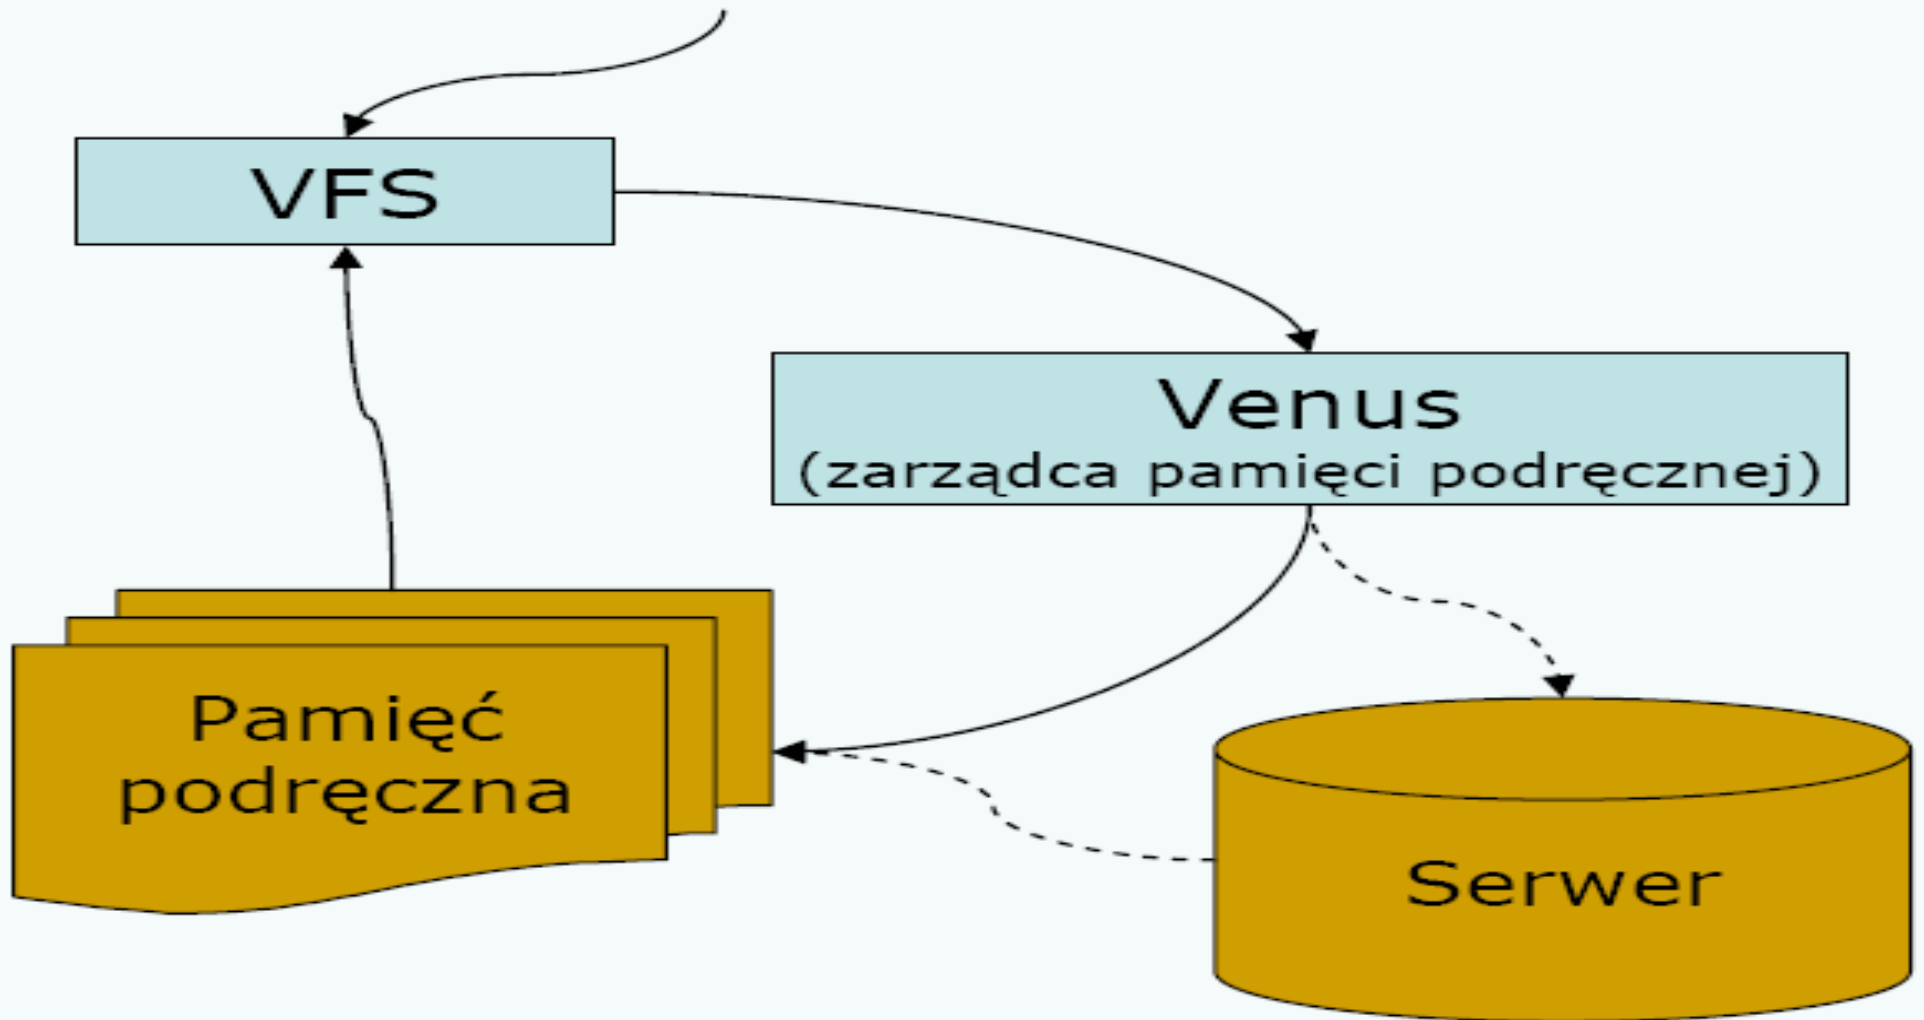 VFS
Venus
(zarządca pamięci podręcznej)
Pamięć
podręczna
Serwer